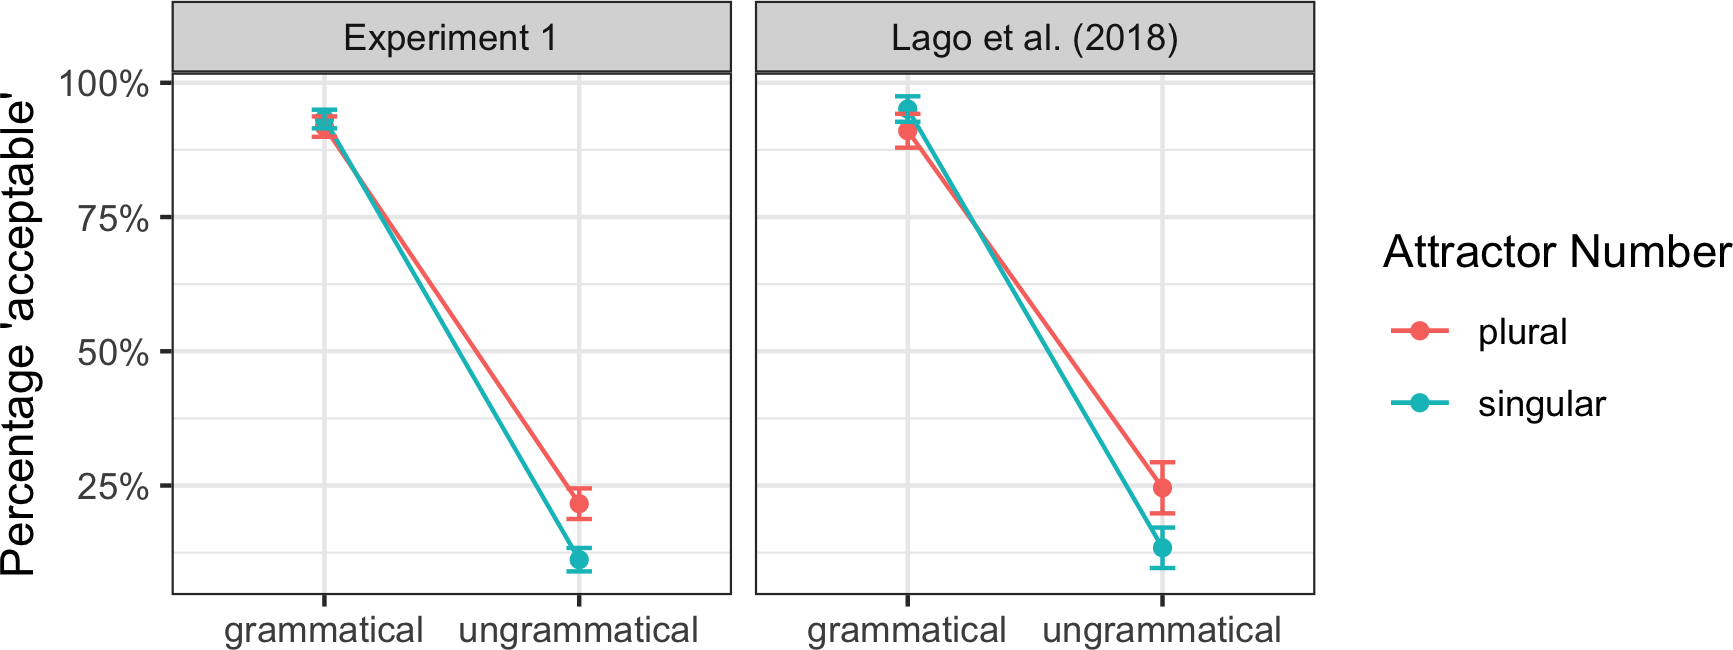 Experiment 1
Lago et al. (2018)
Percentage 'acceptable'
100%
75%
50%
25%
grammatical ungrammatical
grammatical ungrammatical
Attractor Number
plural
singular